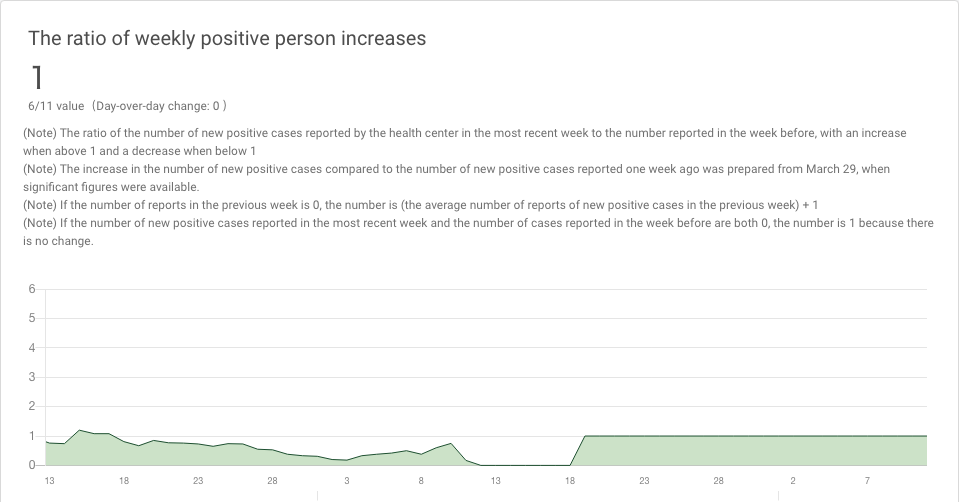 The ratio of weekly positive person increases
1
6/11 value（Day-over-day change: 0 ）
(Note) The ratio of the number of new positive cases reported by the health center in the most recent week to the number reported in the week before, with an increase
when above 1 and a decrease when below 1
(Note) The increase in the number of new positive cases compared to the number of new positive cases reported one week ago was prepared from March 29, when
significant figures were available.
(Note) If the number of reports in the previous week is 0, the number is (the average number of reports of new positive cases in the previous week) + 1
(Note) If the number of new positive cases reported in the most recent week and the number of cases reported in the week before are both 0, the number is 1 because there
is no change.
6
5
4
3
2
1
0
13 18 23 28 3 8 13 18 23 28 2 7